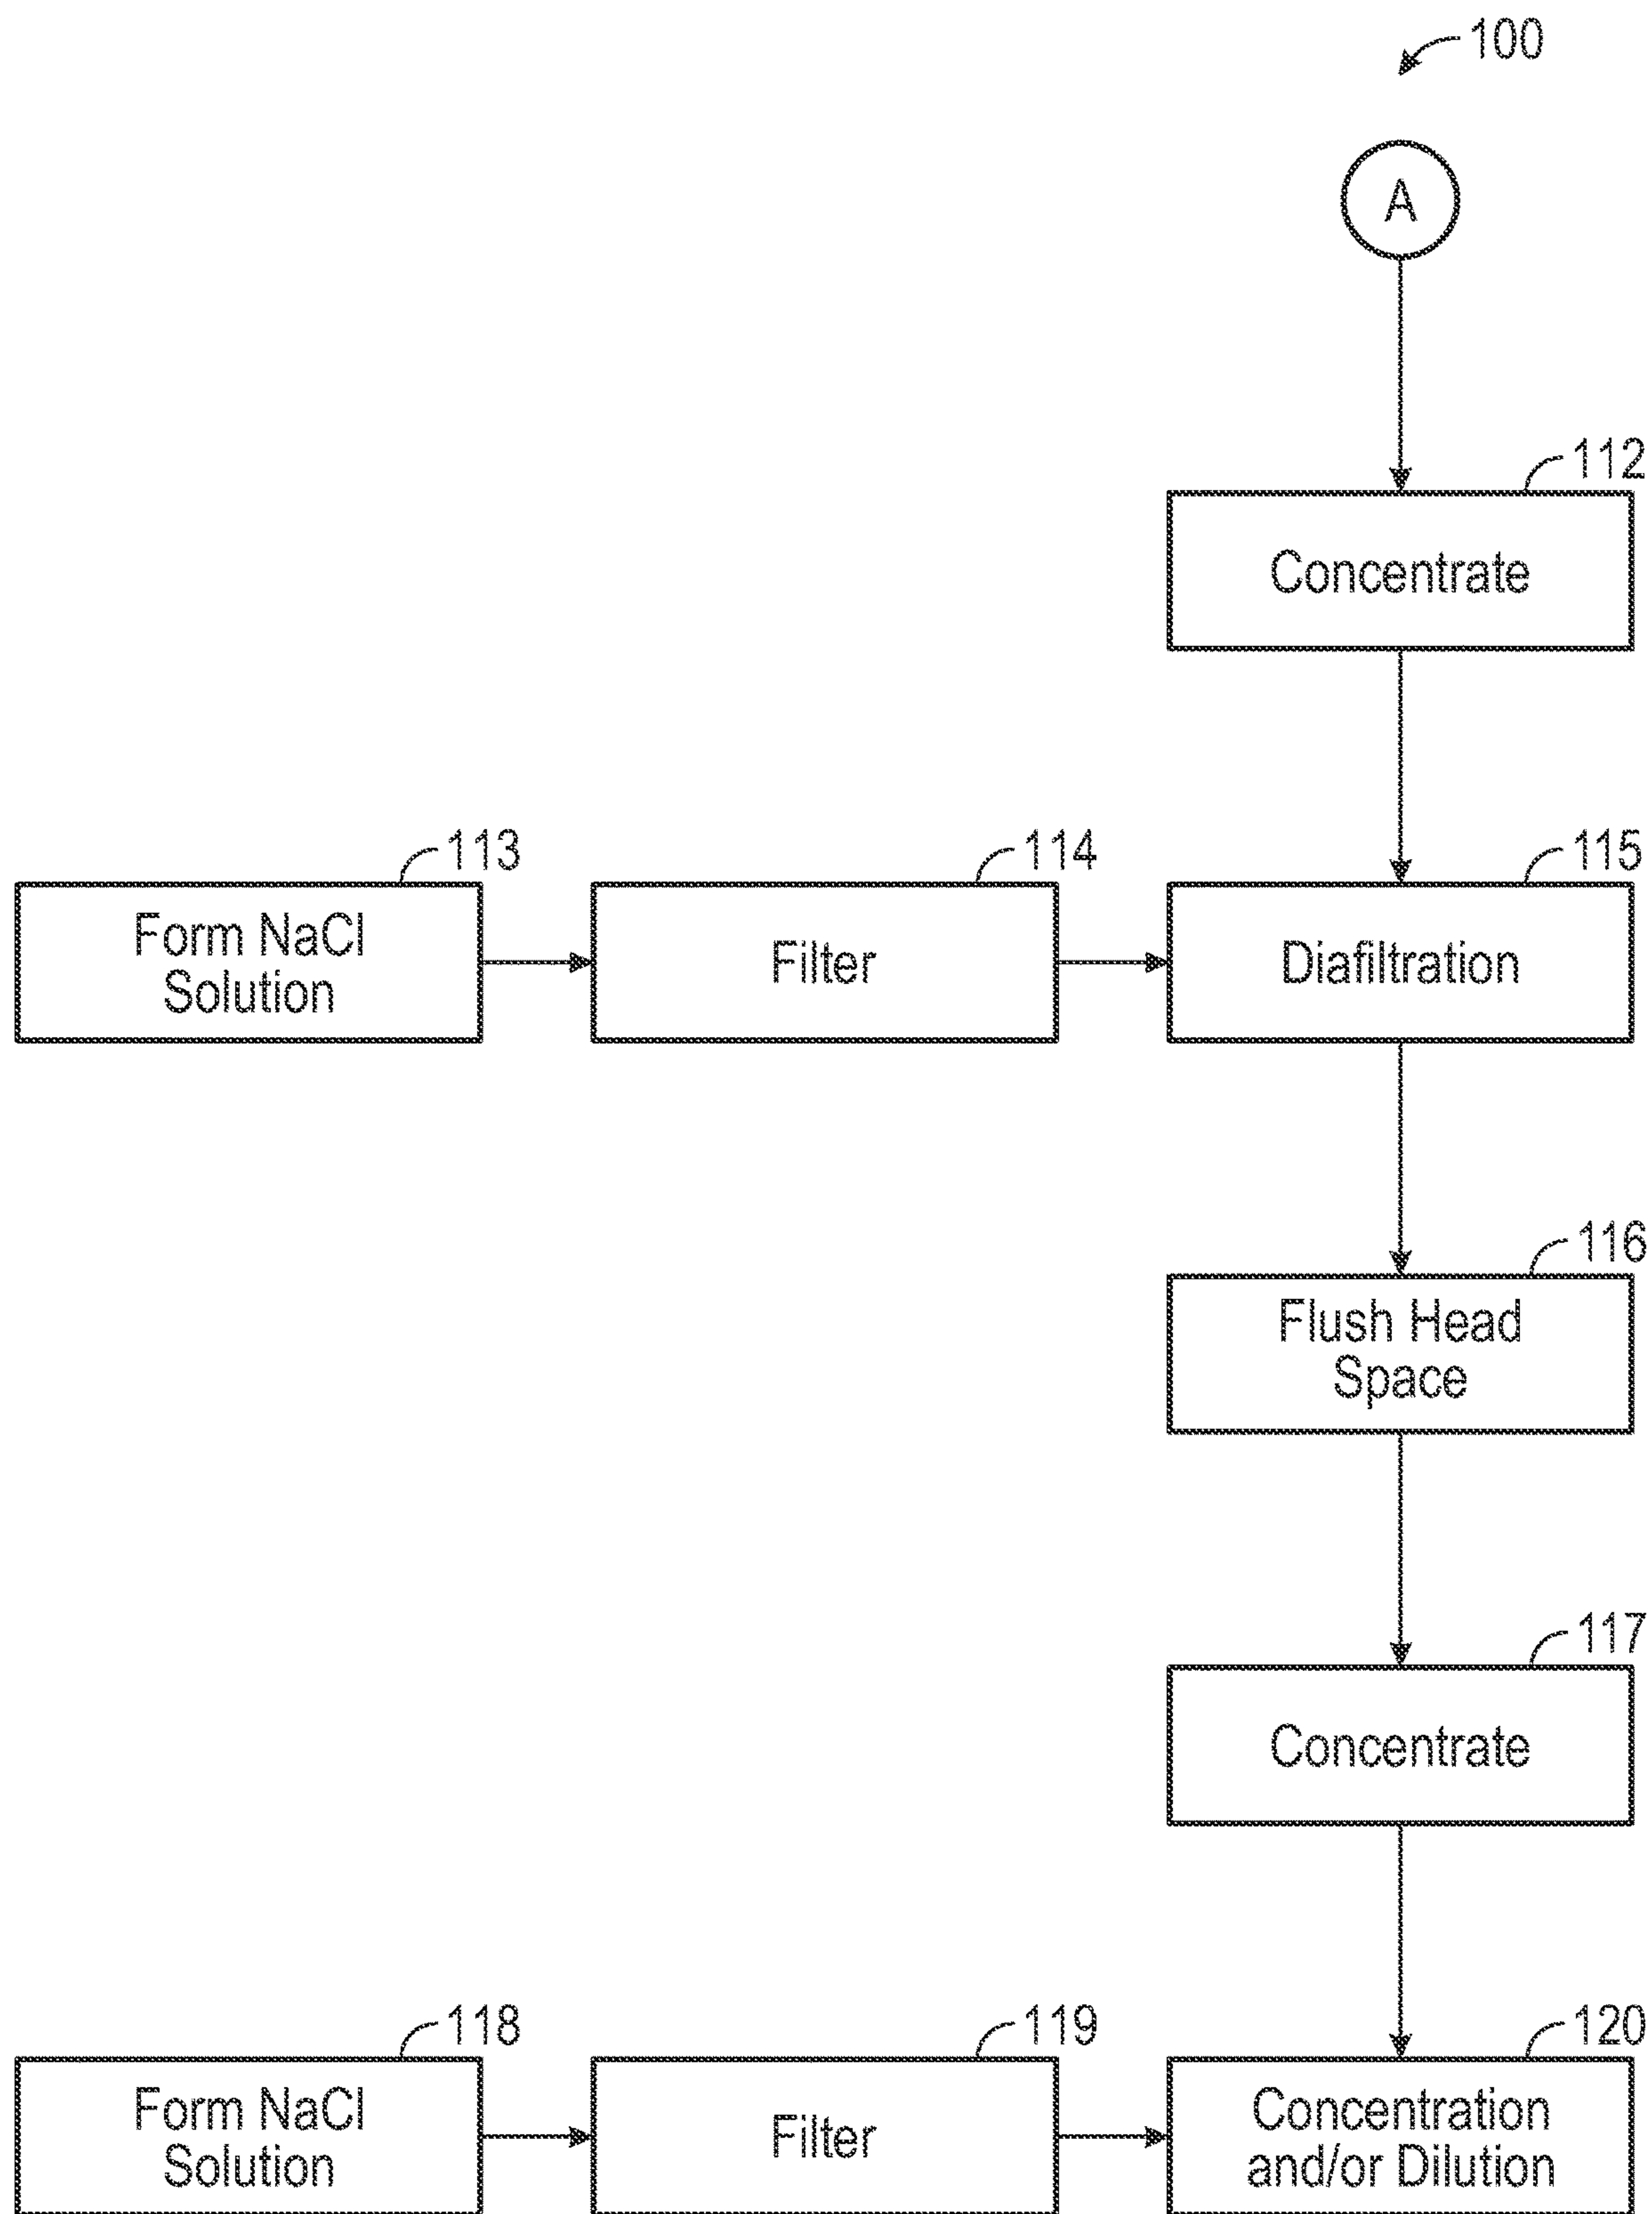 100
A
112
Concentrate
113
114
115
Form NaCl
Solution
Filter
Diafiltration
116
Flush Head
Space
117
Concentrate
118
119
120
Form NaCl
Solution
Filter
Concentration
and/or Dilution